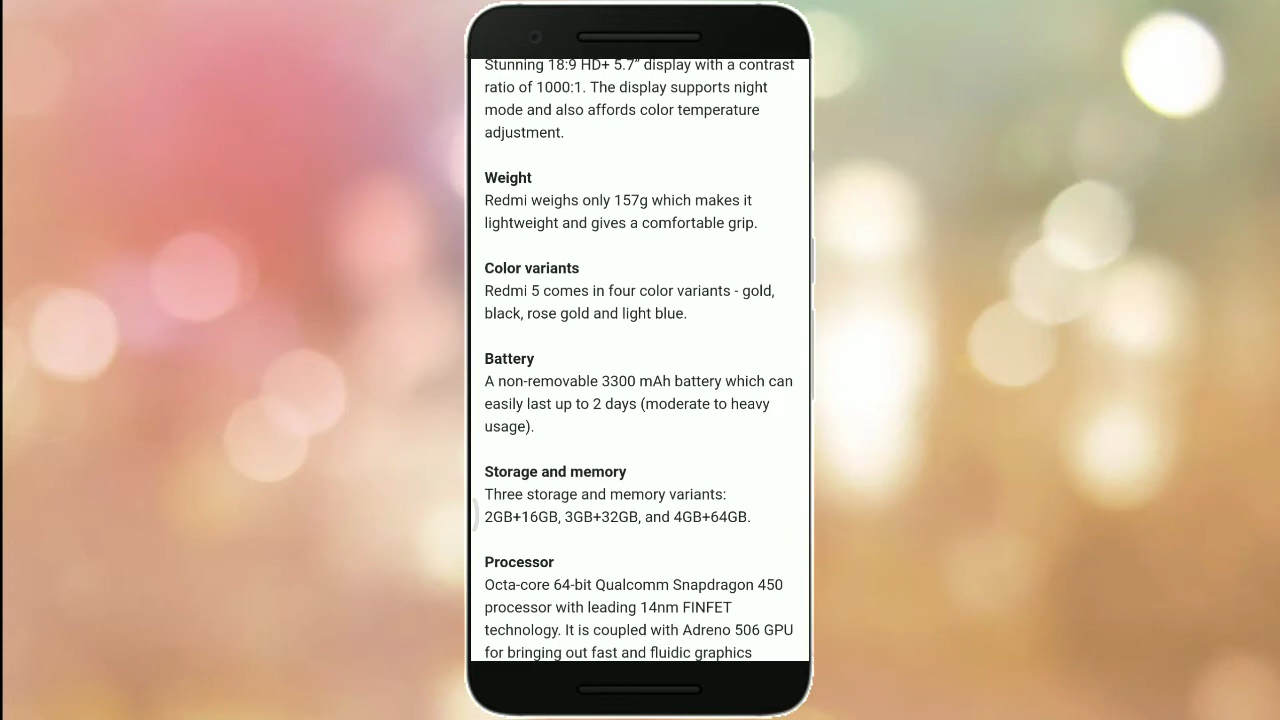 Stunning 18:9 HD+ 5.7” display with a contrast
ratio of 1000:1. The display supports night
mode and also affords color temperature
adjustment.
Weight
Redmi weighs only 157g which makes it
lightweight and gives a comfortable grip.
Color variants
Redmi 5 comes in four color variants - gold,
black, rose gold and light blue.
Battery
A non-removable 3300 mAh battery which can
easily last up to 2 days (moderate to heavy
usage).
Storage and memory
Three storage and memory variants:
2GB+16GB, 3GB+32GB, and 4GB+64GB.
Processor
Octa-core 64-bit Qualcomm Snapdragon 450
processor with leading 14nm FINFET
technology. It is coupled with Adreno 506 GPU
for bringing out fast and fluidic graphics